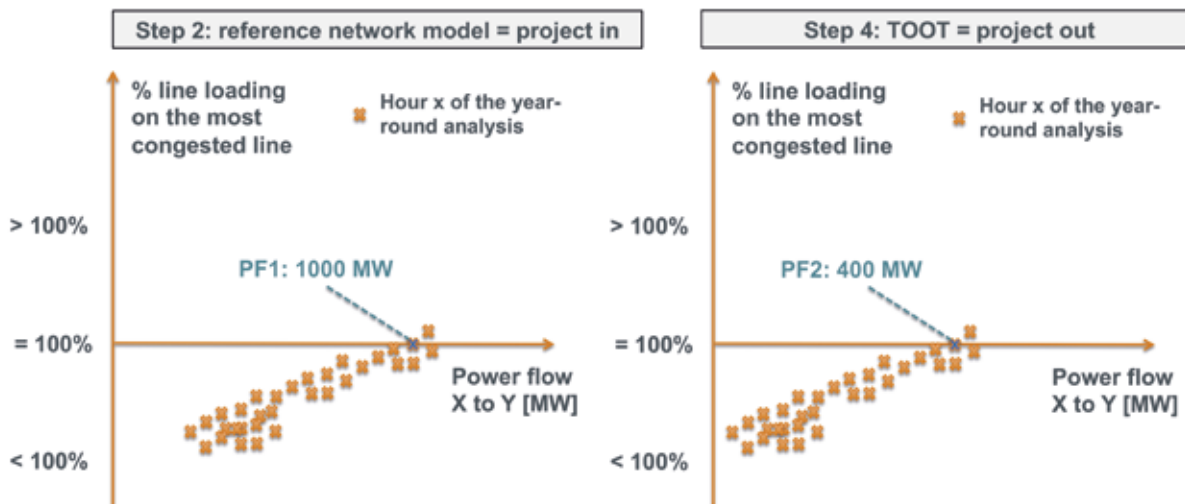 Step 2: reference network model = project in
% line loading
on the most
congested line
Hour x of the year-
round analysis
> 100%
PF1: 1000 MW
= 100%
Power flow
X to Y [MW]
< 100%
Step 4: TOOT = project out
% line loading
on the most
congested line
Hour x of the year-
round analysis
> 100%
PF2: 400 MW
= 100%
Power flow
X to Y [MW]
< 100%